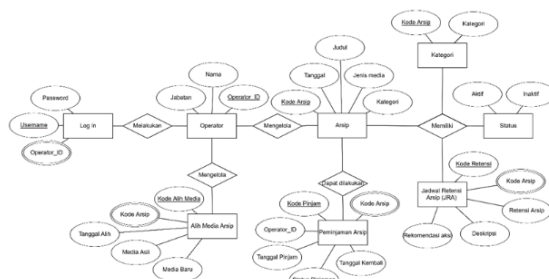 Kode Arsip
Kategori
Judul
Kategori
Nama
Tanggal
Jenis media
Password
Jabatan
Operator_ID
Kode Arsip
Kategori
Aktif
Inaktif
Username
Log in
Melakukan
Operator
Mengelola
Arsip
Memiliki
Status
Operator_ID
Kode Retensi
Mengelola
Dapat dilakukan
Kode Arsip
Kode Alih Media
Jadwal Retensi
Arsip (JRA)
Kode Arsip
Kode Pinjam
Kode Arsip
Retensi Arsip
Tanggal Alih
Alih Media Arsip
Operator_ID
Peminjaman Arsip
Rekomendasi aksi
Deskripsi
Media Asli
Tanggal Pinjam
Tanggal Kembali
Media Baru